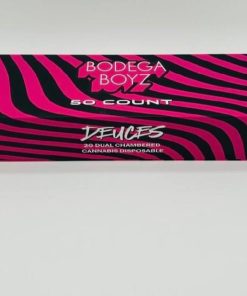 BODEGA
BOYZ
50 COUNT
DEUCES
2G DUAL CHAMBERED
CANNABIS DISPOSABLE